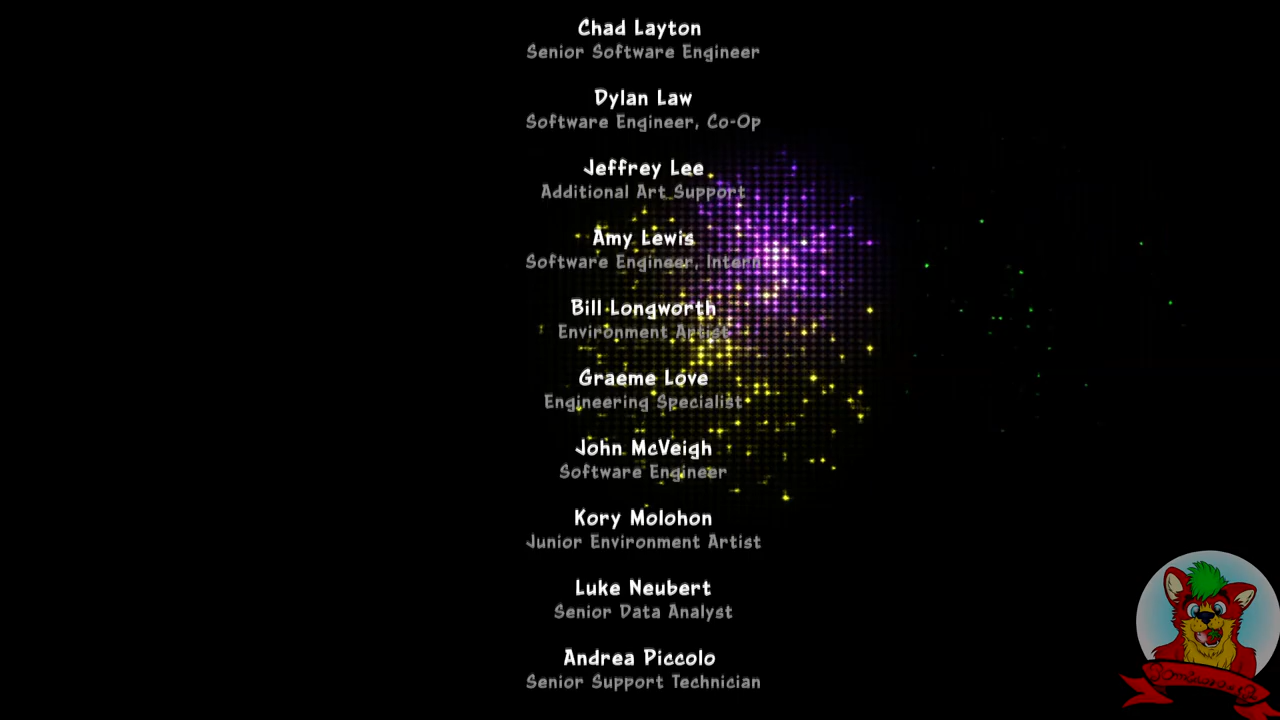 Chad Layton
Senior Software Engineer
Dylan Law
Software Engineer, Co-Op
Jeffrey Lee
Additional Art Support
Amy Lewis
Software Engineer, Intern
Bill Longworth
Environment Artist
Graeme Love
Engineering Specialist
John McVeigh
Software Engineer
Kory Molohon
Junior Environment Artist
Luke Neubert
Senior Data Analyst
Andrea Piccolo
Senior Support Technician